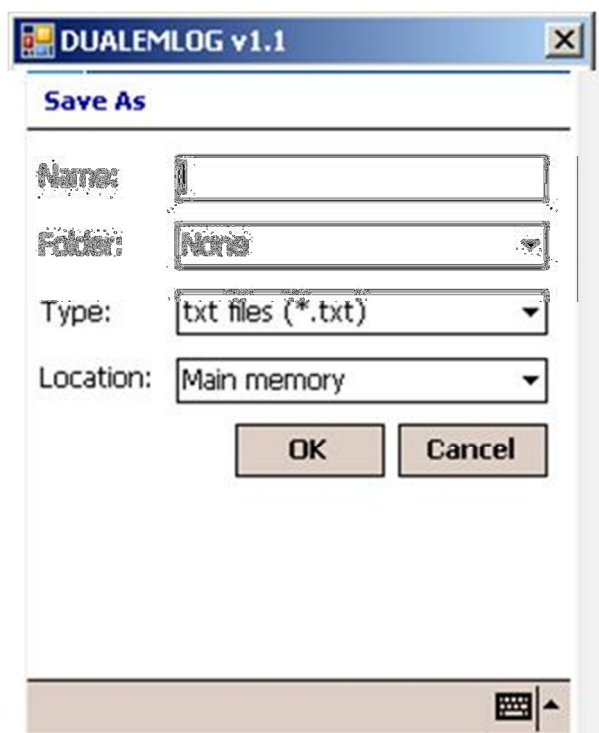 DUALEMLOG v1.1
Save As
Name:
Folder: None
Type: txt files (*.txt)
Location: Main memory
OK Cancel